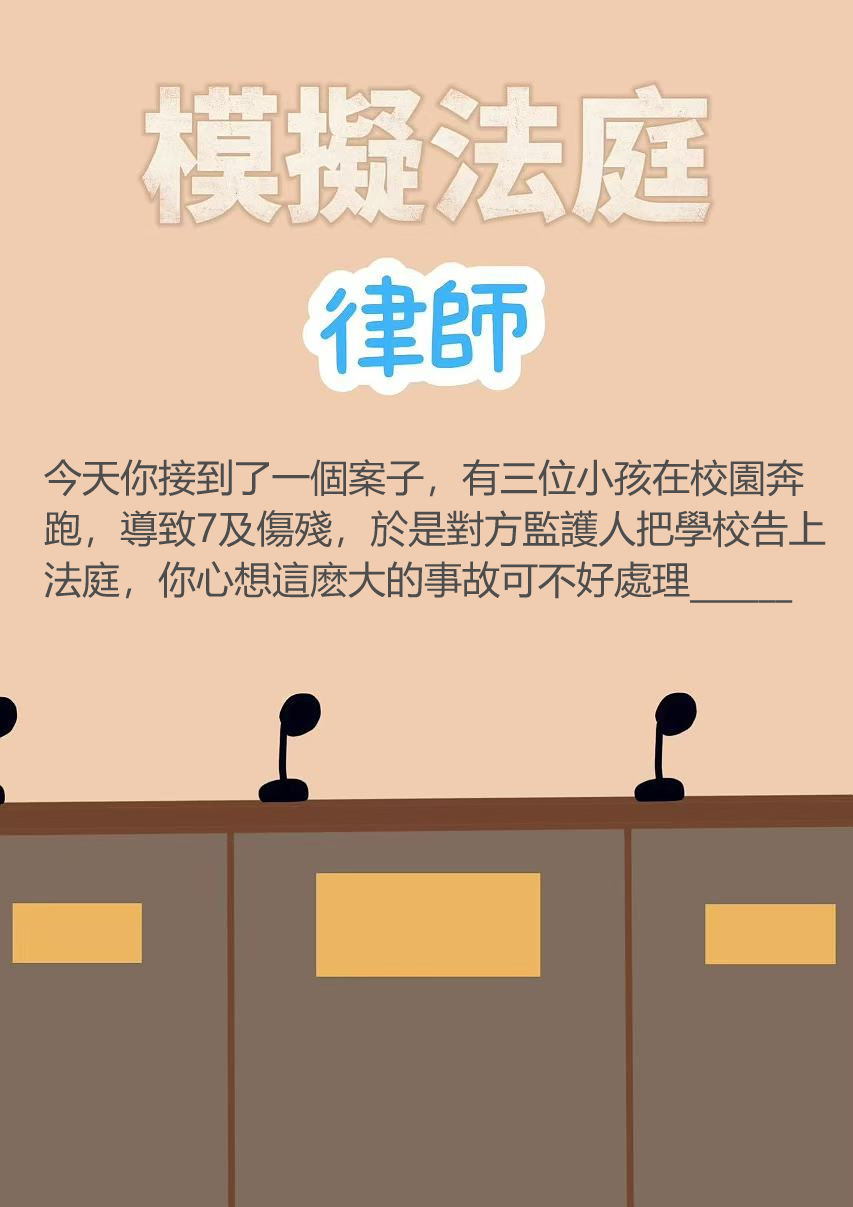 模擬法庭
律師
今天你接到了一個案子，有三位小孩在校園奔
跑，導致7及傷殘，於是對方監護人把學校告上
法庭，你心想這麽大的事故可不好處理______